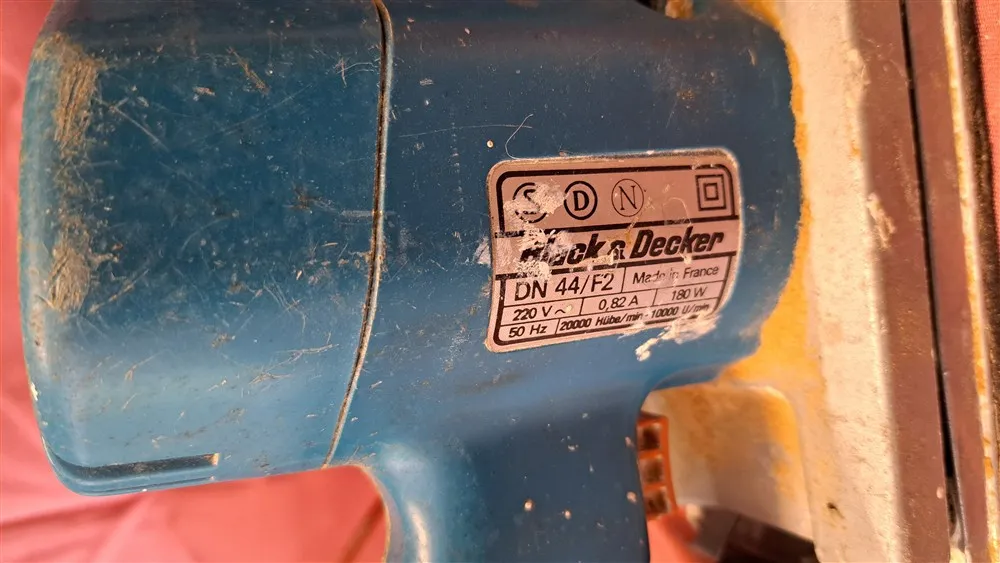 S D N
Black & Decker
DN 44/F2 Made in France
220 V~ 0,82 A 180 W
50 Hz 20000 Hübe/min - 10000 U/min